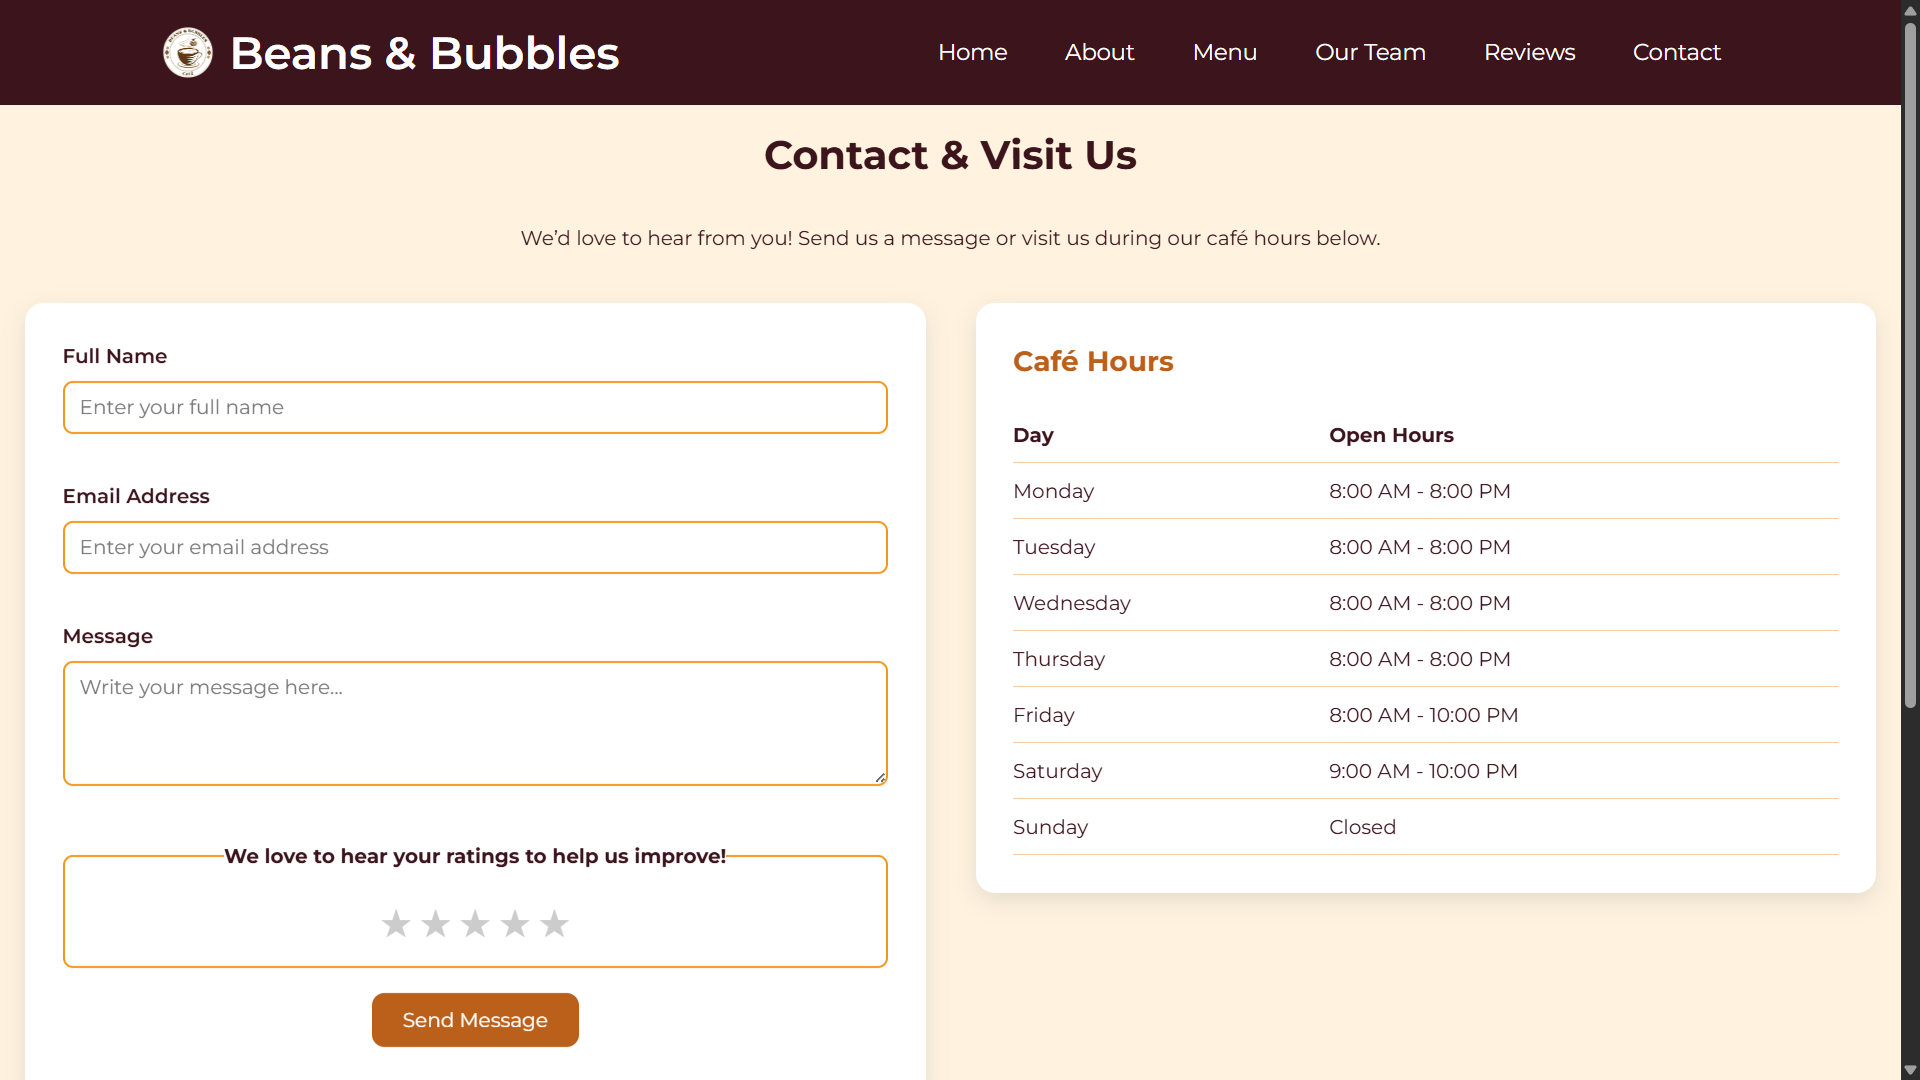 Beans & Bubbles
Home About Menu Our Team Reviews Contact
Contact & Visit Us
We’d love to hear from you! Send us a message or visit us during our café hours below.
Full Name
Enter your full name
Email Address
Enter your email address
Message
Write your message here...
We love to hear your ratings to help us improve!
Send Message
Café Hours
Day Open Hours
Monday 8:00 AM - 8:00 PM
Tuesday 8:00 AM - 8:00 PM
Wednesday 8:00 AM - 8:00 PM
Thursday 8:00 AM - 8:00 PM
Friday 8:00 AM - 10:00 PM
Saturday 9:00 AM - 10:00 PM
Sunday Closed